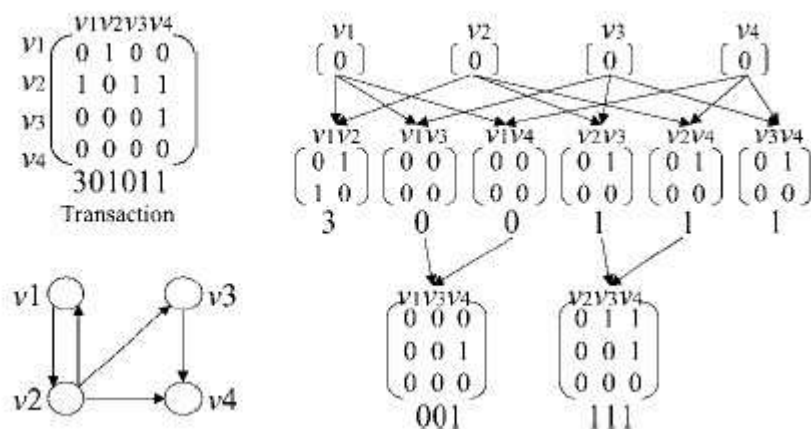 v1 v2 v3 v4
v1 0 1 0 0
v2 1 0 1 1
v3 0 0 0 1
v4 0 0 0 0
301011
Transaction
v1 v3
v2 v4
v1 v2 v3 v4
[0] [0] [0] [0]
v1v2 v1v3 v1v4 v2v3 v2v4 v3v4
0 1 0 0 0 0 0 1 0 1 0 1
1 0 0 0 0 0 0 0 0 0 0 0
3 0 0 1 1 1
v1v3v4 v2v3v4
0 0 0 0 1 1
0 0 1 0 0 1
0 0 0 0 0 0
001 111